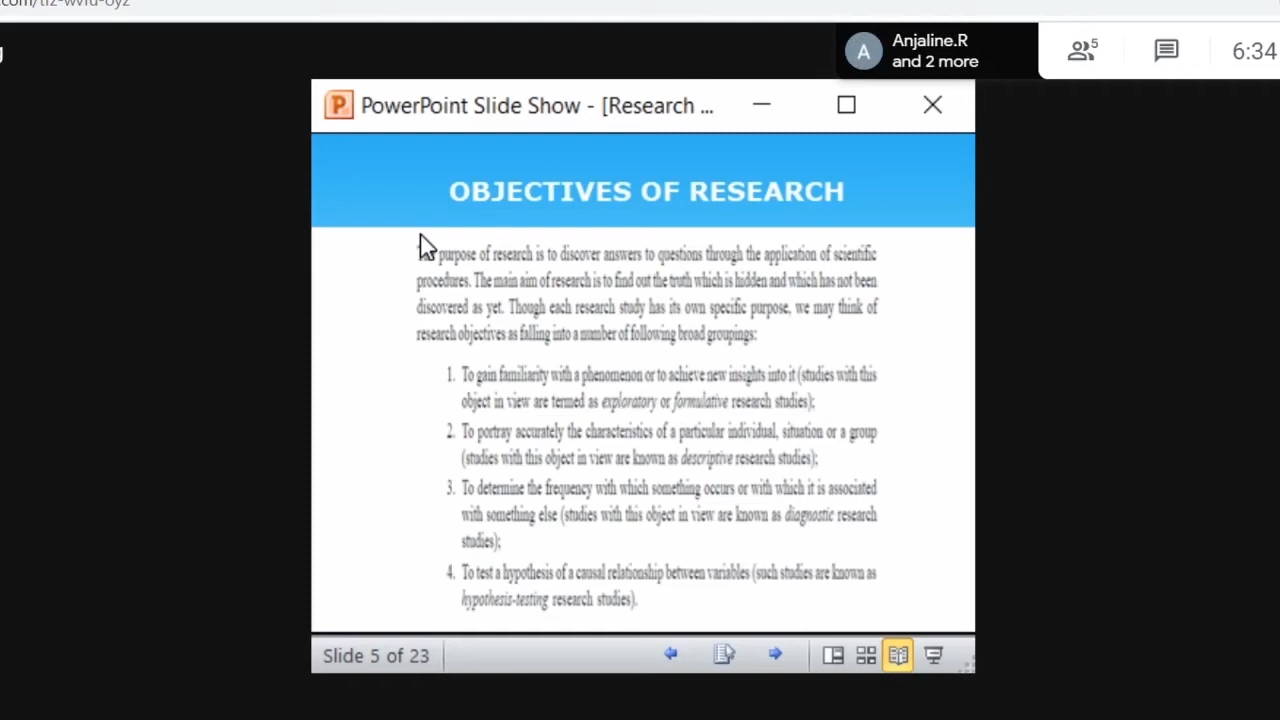 .com/tiz-wvfu-oyz
Anjaline.R
and 2 more
5
6:34
A
PowerPoint Slide Show - [Research ...
OBJECTIVES OF RESEARCH
purpose of research is to discover answers to questions through the application of scientific
procedures. The main aim of research is to find out the truth which is hidden and which has not been
discovered as yet. Though each research study has its own specific purpose, we may think of
research objectives as falling into a number of following broad groupings:
1. To gain familiarity with a phenomenon or to achieve new insights into it (studies with this
object in view are termed as exploratory or formulative research studies);
2. To portray accurately the characteristics of a particular individual, situation or a group
(studies with this object in view are known as descriptive research studies);
3. To determine the frequency with which something occurs or with which it is associated
with something else (studies with this object in view are known as diagnostic research
studies);
4. To test a hypothesis of a causal relationship between variables (such studies are known as
hypothesis-testing research studies).
Slide 5 of 23